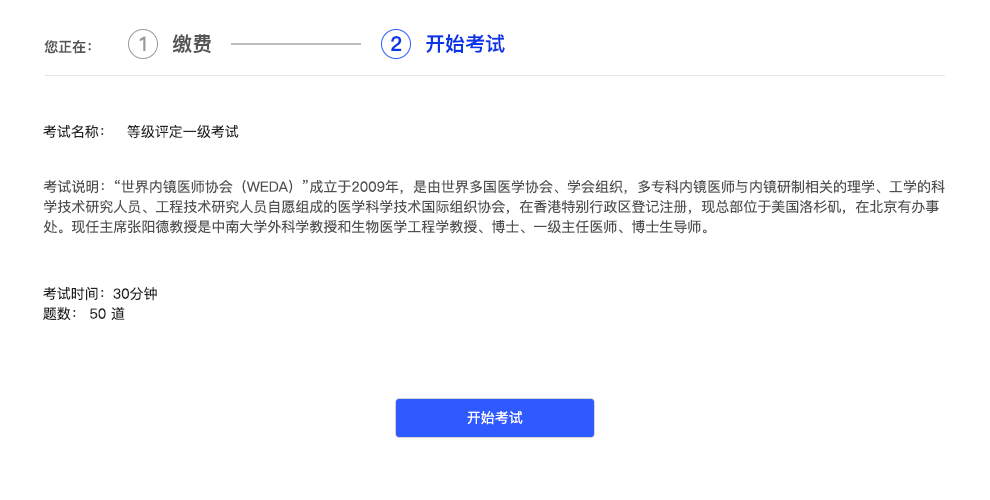 您正在： 1 缴费 2 开始考试
考试名称： 等级评定一级考试
考试说明：“世界内镜医师协会（WEDA）”成立于2009年，是由世界多国医学协会、学会组织，多专科内镜医师与内镜研制相关的理学、工学的科
学技术研究人员、工程技术研究人员自愿组成的医学科学技术国际组织协会，在香港特别行政区登记注册，现总部位于美国洛杉矶，在北京有办事
处。现任主席张阳德教授是中南大学外科学教授和生物医学工程学教授、博士、一级主任医师、博士生导师。
考试时间：30分钟
题数： 50 道
开始考试